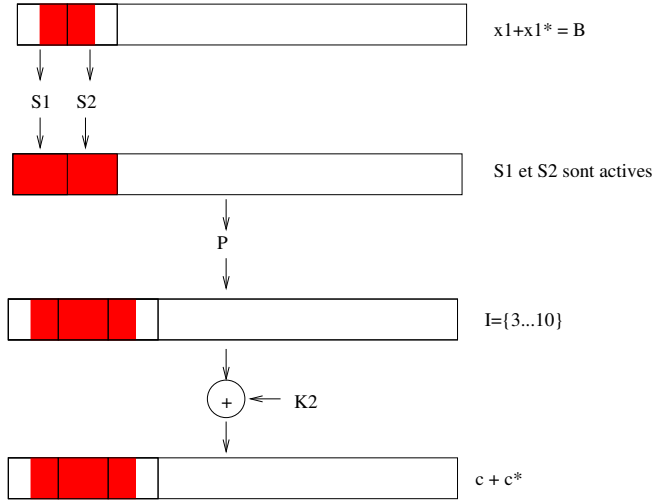 x1+x1* = B
S1 S2
S1 et S2 sont actives
P
I={3...10}
+ K2
c + c*